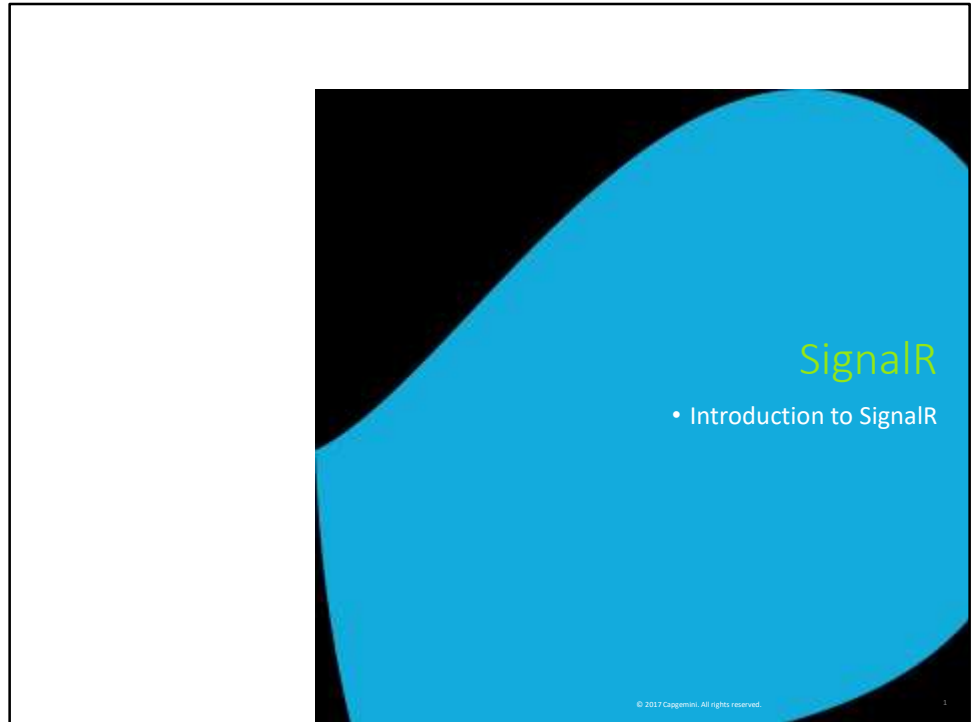 SignalR
• Introduction to SignalR
© 2017 Capgemini. All rights reserved.
1